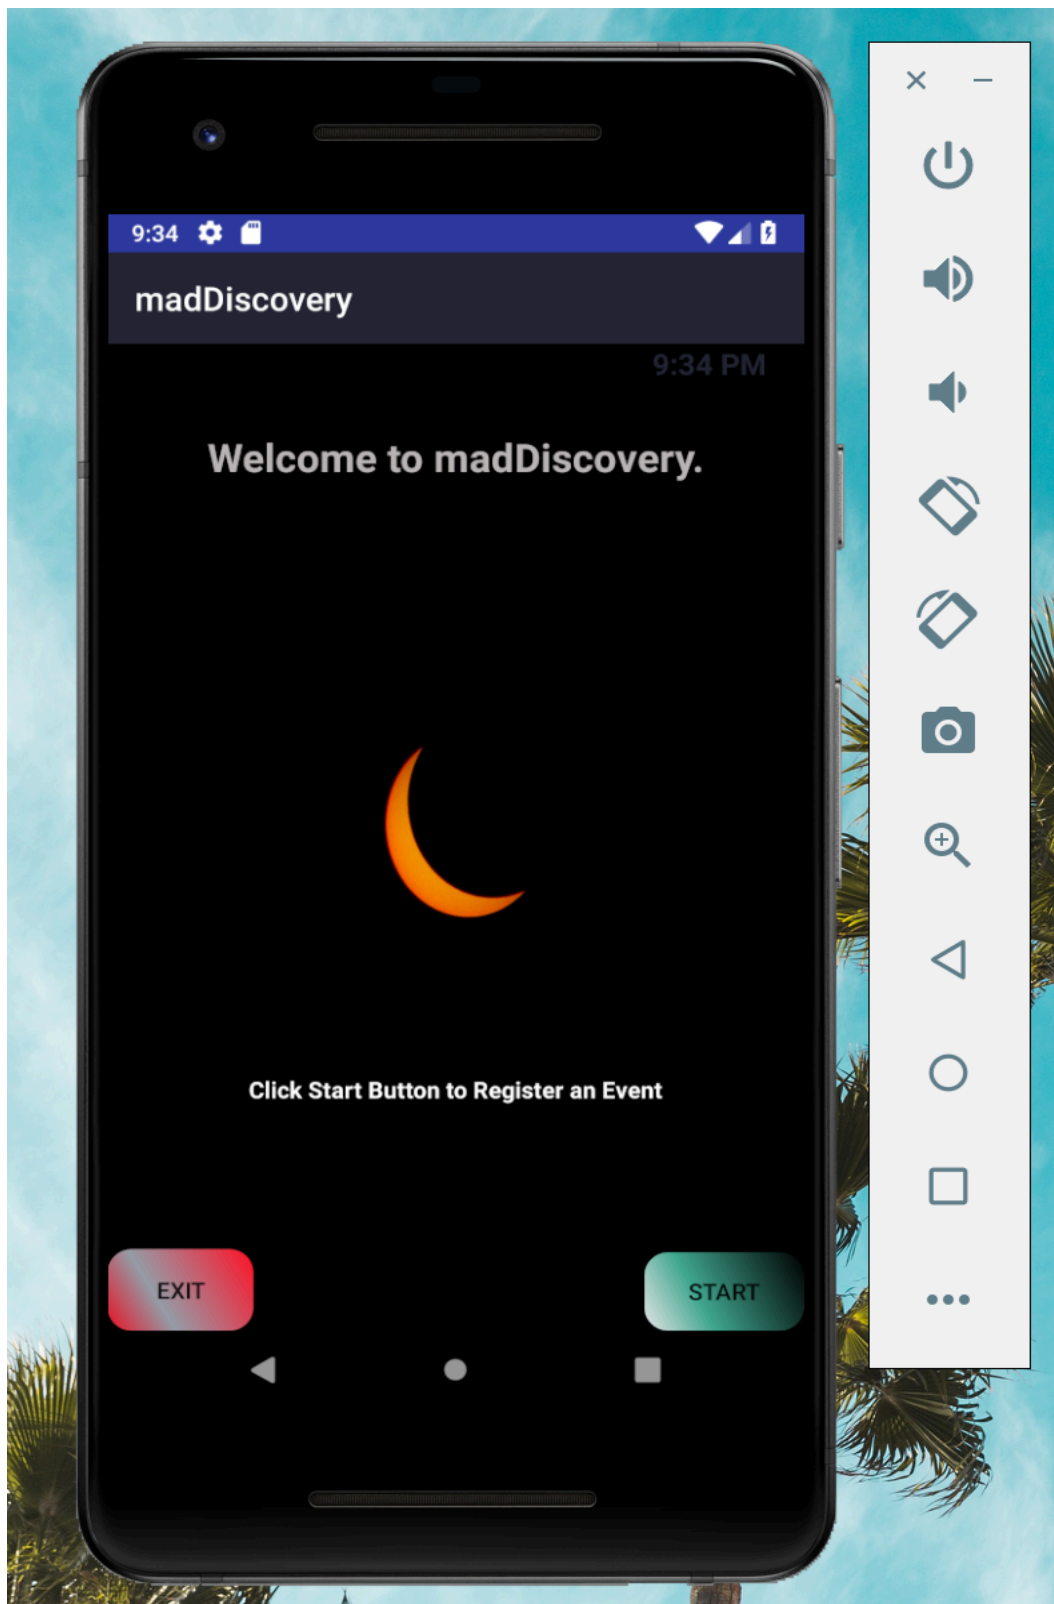 9:34
madDiscovery
9:34 PM
Welcome to madDiscovery.
Click Start Button to Register an Event
EXIT
START